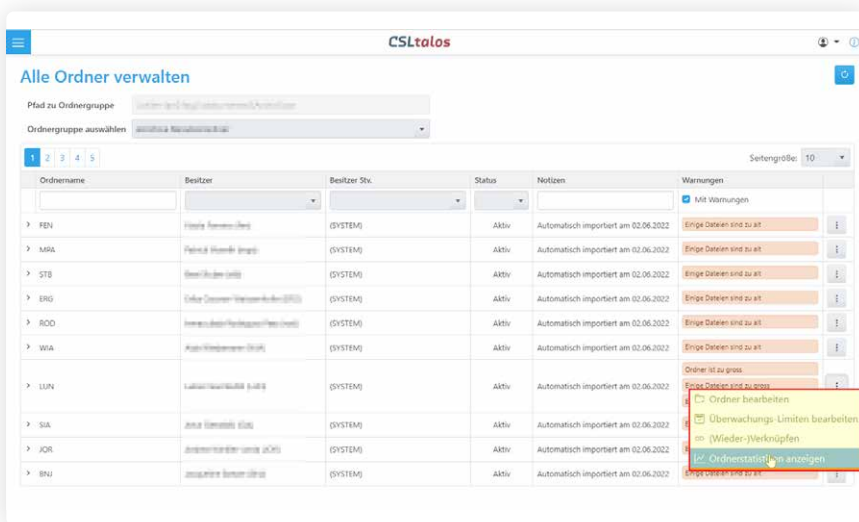 CSLtalos
Alle Ordner verwalten
Pfad zu Ordnergruppe
Ordnergruppe auswählen
1 2 3 4 5 Seitengröße: 10
Ordnername Besitzer Besitzer Stv. Status Notizen Warnungen
Mit Warnungen
FEN (SYSTEM) Aktiv Automatisch importiert am 02.06.2022 Einige Dateien sind zu alt
MPA (SYSTEM) Aktiv Automatisch importiert am 02.06.2022 Einige Dateien sind zu alt
STB (SYSTEM) Aktiv Automatisch importiert am 02.06.2022 Einige Dateien sind zu alt
ERG (SYSTEM) Aktiv Automatisch importiert am 02.06.2022 Einige Dateien sind zu alt
ROD (SYSTEM) Aktiv Automatisch importiert am 02.06.2022 Einige Dateien sind zu alt
WIA (SYSTEM) Aktiv Automatisch importiert am 02.06.2022 Einige Dateien sind zu alt
Ordner ist zu gross
LUN (SYSTEM) Aktiv Automatisch importiert am 02.06.2022 Einige Dateien sind zu gross
Ordner bearbeiten
Überwachungs-Limiten bearbeiten
SIA (SYSTEM) Aktiv Automatisch importiert am 02.06.2022
(Wieder-)Verknüpfen
JOR (SYSTEM) Aktiv Automatisch importiert am 02.06.2022
Ordnerstatistiken anzeigen
BNJ (SYSTEM) Aktiv Automatisch importiert am 02.06.2022 Einige Dateien sind zu alt